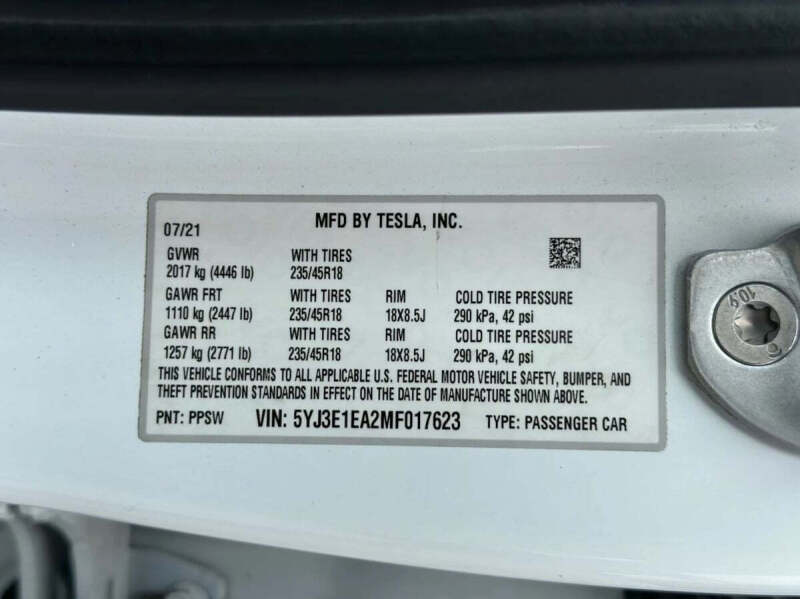 MFD BY TESLA, INC.
07/21
GVWR WITH TIRES
2017 kg (4446 lb) 235/45R18
GAWR FRT WITH TIRES RIM COLD TIRE PRESSURE
1110 kg (2447 lb) 235/45R18 18X8.5J 290 kPa, 42 psi
GAWR RR WITH TIRES RIM COLD TIRE PRESSURE
1257 kg (2771 lb) 235/45R18 18X8.5J 290 kPa, 42 psi
THIS VEHICLE CONFORMS TO ALL APPLICABLE U.S. FEDERAL MOTOR VEHICLE SAFETY, BUMPER, AND
THEFT PREVENTION STANDARDS IN EFFECT ON THE DATE OF MANUFACTURE SHOWN ABOVE.
PNT: PPSW VIN: 5YJ3E1EA2MF017623 TYPE: PASSENGER CAR
10.9